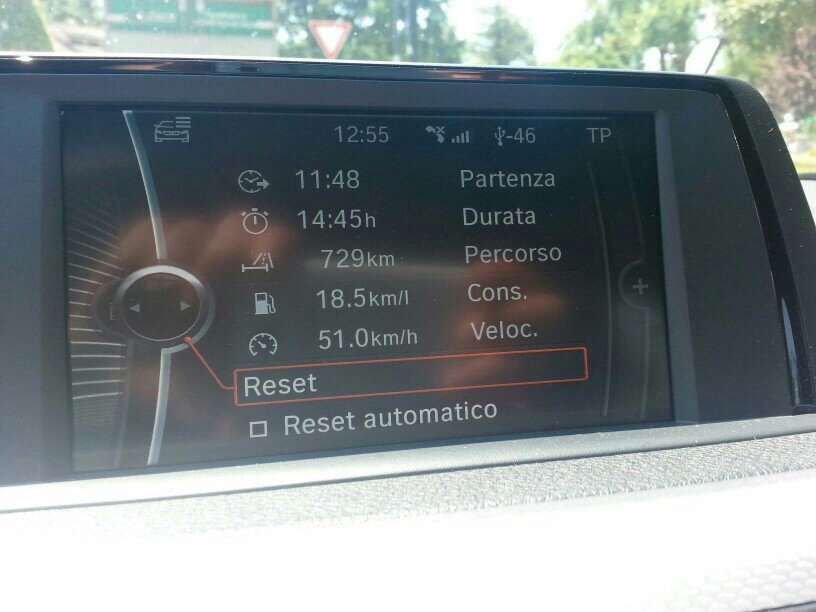 12:55 -46 TP
11:48 Partenza
14:45h Durata
729km Percorso
18.5km/l Cons.
51.0km/h Veloc.
Reset
Reset automatico